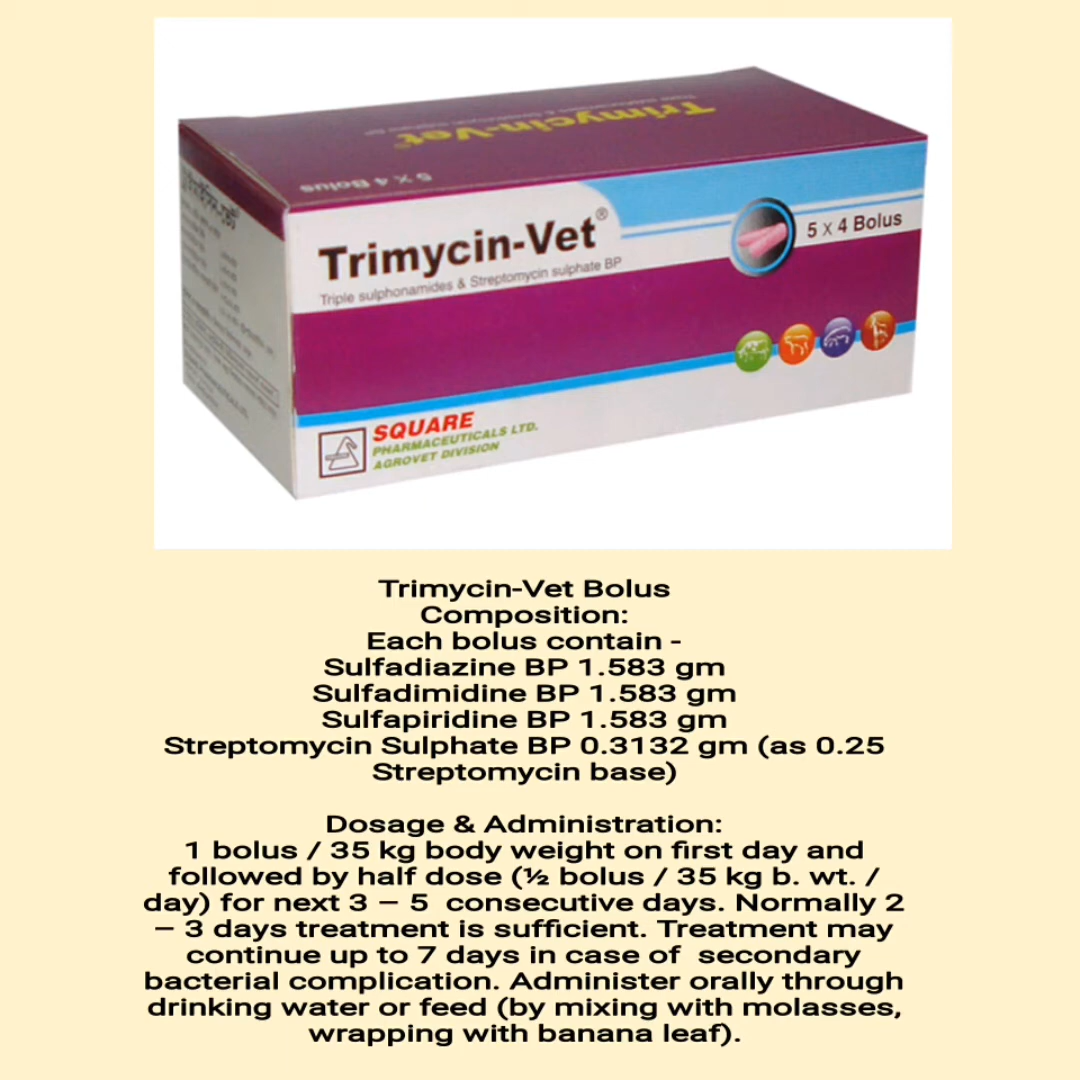 Trimycin-Vet
5 X 4 Bolus
Trimycin-Vet®
Triple sulphonamides & Streptomycin sulphate BP
5 X 4 Bolus
SQUARE
PHARMACEUTICALS LTD.
AGROVET DIVISION
Trimycin-Vet Bolus
Composition:
Each bolus contain -
Sulfadiazine BP 1.583 gm
Sulfadimidine BP 1.583 gm
Sulfapiridine BP 1.583 gm
Streptomycin Sulphate BP 0.3132 gm (as 0.25
Streptomycin base)
Dosage & Administration:
1 bolus / 35 kg body weight on first day and
followed by half dose (½ bolus / 35 kg b. wt. /
day) for next 3 – 5 consecutive days. Normally 2
– 3 days treatment is sufficient. Treatment may
continue up to 7 days in case of secondary
bacterial complication. Administer orally through
drinking water or feed (by mixing with molasses,
wrapping with banana leaf).